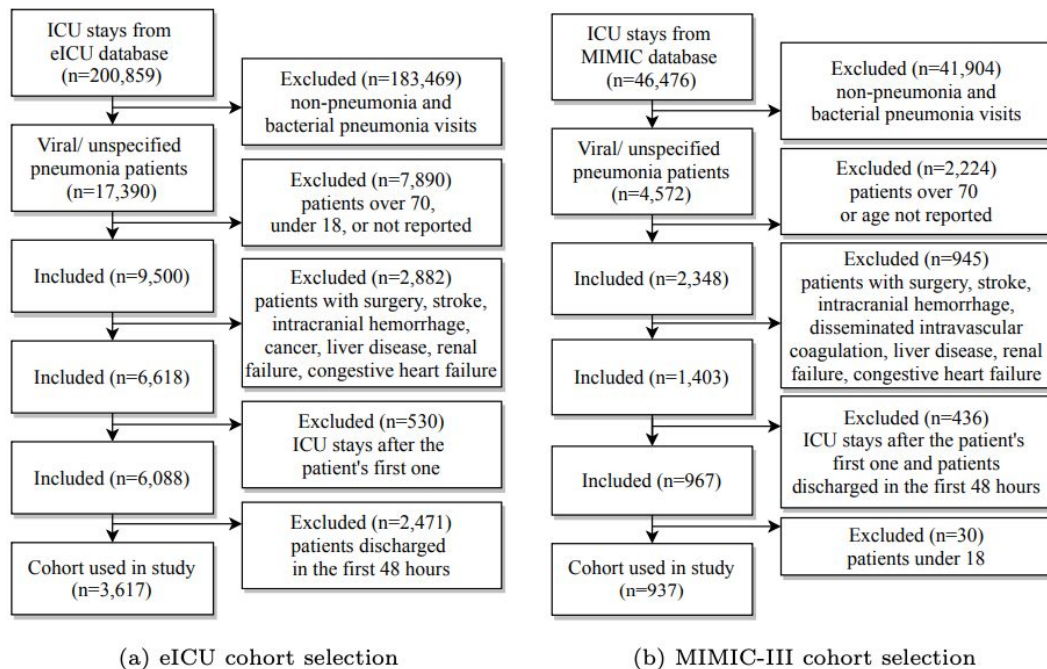 ICU stays from
eICU database
(n=200,859)
Excluded (n=183,469)
non-pneumonia and
bacterial pneumonia visits
Viral/ unspecified
pneumonia patients
(n=17,390)
Excluded (n=7,890)
patients over 70,
under 18, or not reported
Included (n=9,500)
Excluded (n=2,882)
patients with surgery, stroke,
intracranial hemorrhage,
cancer, liver disease, renal
failure, congestive heart failure
Included (n=6,618)
Excluded (n=530)
ICU stays after the
patient's first one
Included (n=6,088)
Excluded (n=2,471)
patients discharged
in the first 48 hours
Cohort used in study
(n=3,617)
(a) eICU cohort selection
ICU stays from
MIMIC database
(n=46,476)
Excluded (n=41,904)
non-pneumonia and
bacterial pneumonia visits
Viral/ unspecified
pneumonia patients
(n=4,572)
Excluded (n=2,224)
patients over 70
or age not reported
Included (n=2,348)
Excluded (n=945)
patients with surgery, stroke,
intracranial hemorrhage,
disseminated intravascular
coagulation, liver disease, renal
failure, congestive heart failure
Included (n=1,403)
Excluded (n=436)
ICU stays after the patient's
first one and patients
discharged in the first 48 hours
Included (n=967)
Excluded (n=30)
patients under 18
Cohort used in study
(n=937)
(b) MIMIC-III cohort selection